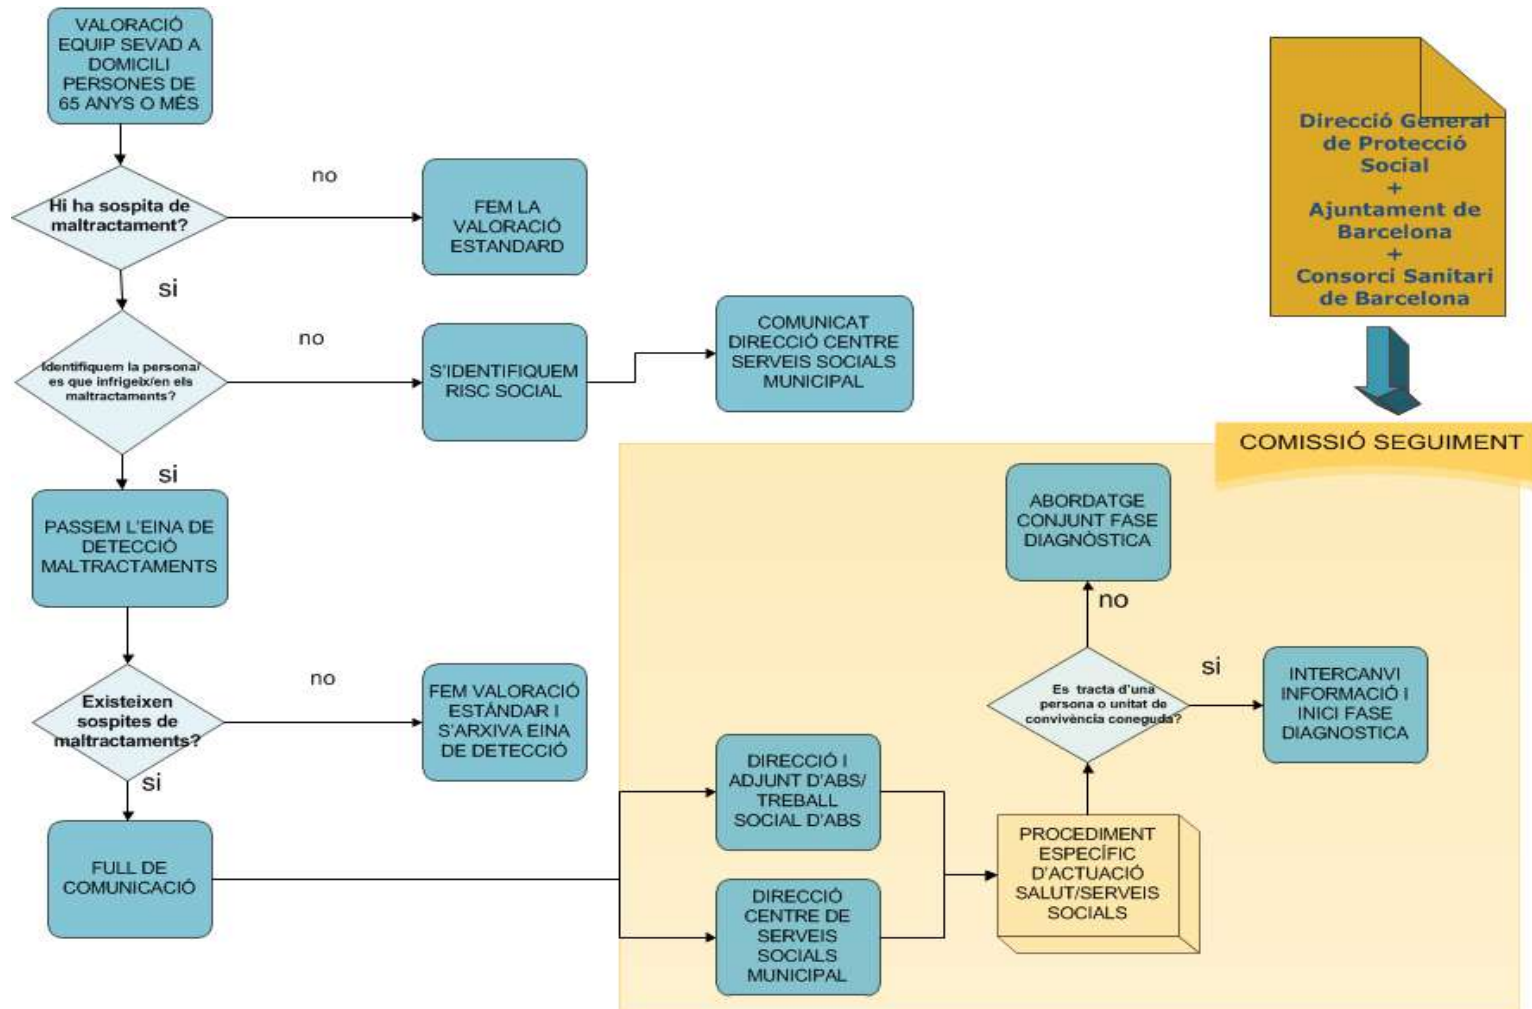 VALORACIÓ
EQUIP SEVAD A
DOMICILI
PERSONES DE
65 ANYS O MÉS
Hi ha sospita de
maltractament?
no
FEM LA
VALORACIÓ
ESTANDARD
si
Identifiquem la persona/
es que infrigeix/en els
maltractaments?
no
S'IDENTIFIQUEM
RISC SOCIAL
COMUNICAT
DIRECCIÓ CENTRE
SERVEIS SOCIALS
MUNICIPAL
si
PASSEM L'EINA DE
DETECCIÓ
MALTRACTAMENTS
Existeixen
sospites de
maltractaments?
no
FEM VALORACIÓ
ESTÁNDAR I
S'ARXIVA EINA
DE DETECCIÓ
si
FULL DE
COMUNICACIÓ
DIRECCIÓ I
ADJUNT D'ABS/
TREBALL
SOCIAL D'ABS
DIRECCIÓ
CENTRE DE
SERVEIS
SOCIALS
MUNICIPAL
PROCEDIMENT
ESPECÍFIC
D'ACTUACIÓ
SALUT/SERVEIS
SOCIALS
Es tracta d'una
persona o unitat de
convivència coneguda?
no
ABORDATGE
CONJUNT FASE
DIAGNÒSTICA
si
INTERCANVI
INFORMACIÓ I
INICI FASE
DIAGNOSTICA
Direcció General
de Protecció
Social
+
Ajuntament de
Barcelona
+
Consorci Sanitari
de Barcelona
COMISSIÓ SEGUIMENT